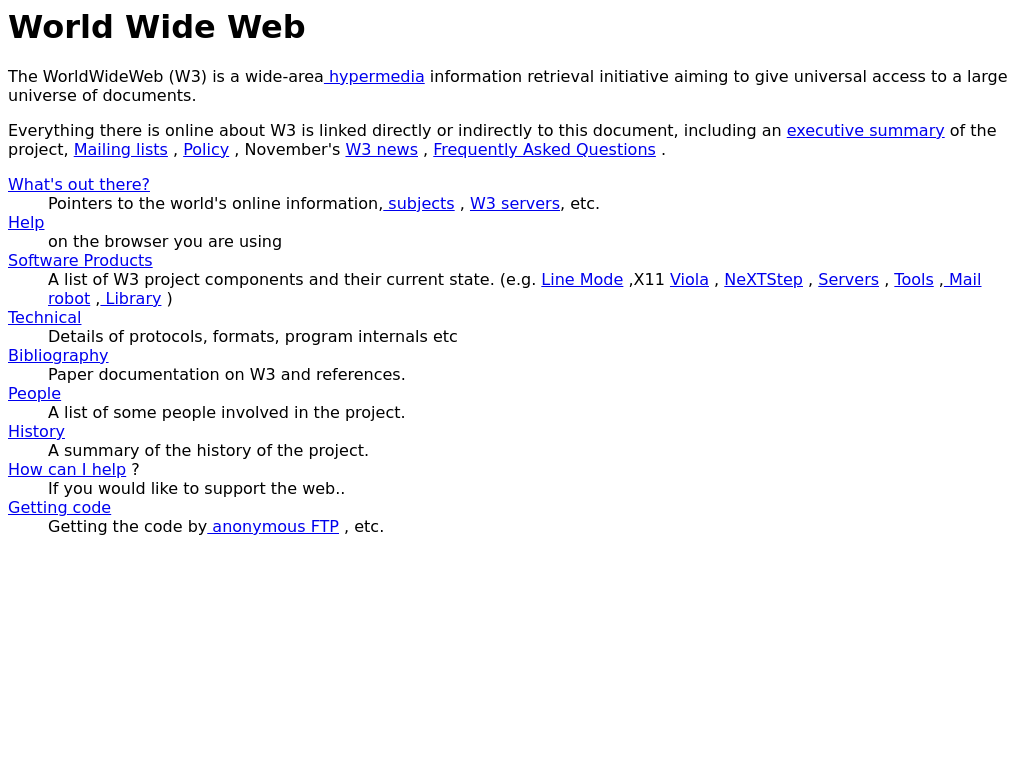 World Wide Web
The WorldWideWeb (W3) is a wide-area hypermedia information retrieval initiative aiming to give universal access to a large
universe of documents.
Everything there is online about W3 is linked directly or indirectly to this document, including an executive summary of the
project, Mailing lists , Policy , November's W3 news , Frequently Asked Questions .
What's out there?
Pointers to the world's online information, subjects , W3 servers, etc.
Help
on the browser you are using
Software Products
A list of W3 project components and their current state. (e.g. Line Mode ,X11 Viola , NeXTStep , Servers , Tools , Mail
robot , Library )
Technical
Details of protocols, formats, program internals etc
Bibliography
Paper documentation on W3 and references.
People
A list of some people involved in the project.
History
A summary of the history of the project.
How can I help ?
If you would like to support the web..
Getting code
Getting the code by anonymous FTP , etc.